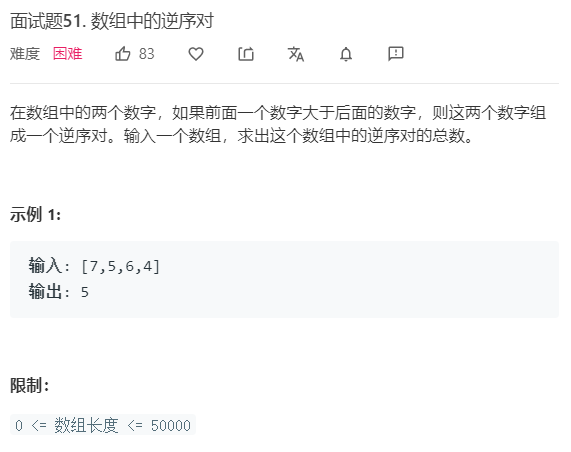 面试题51. 数组中的逆序对
难度 困难 83
在数组中的两个数字，如果前面一个数字大于后面的数字，则这两个数字组
成一个逆序对。输入一个数组，求出这个数组中的逆序对的总数。
示例 1:
输入: [7,5,6,4]
输出: 5
限制：
0 <= 数组长度 <= 50000